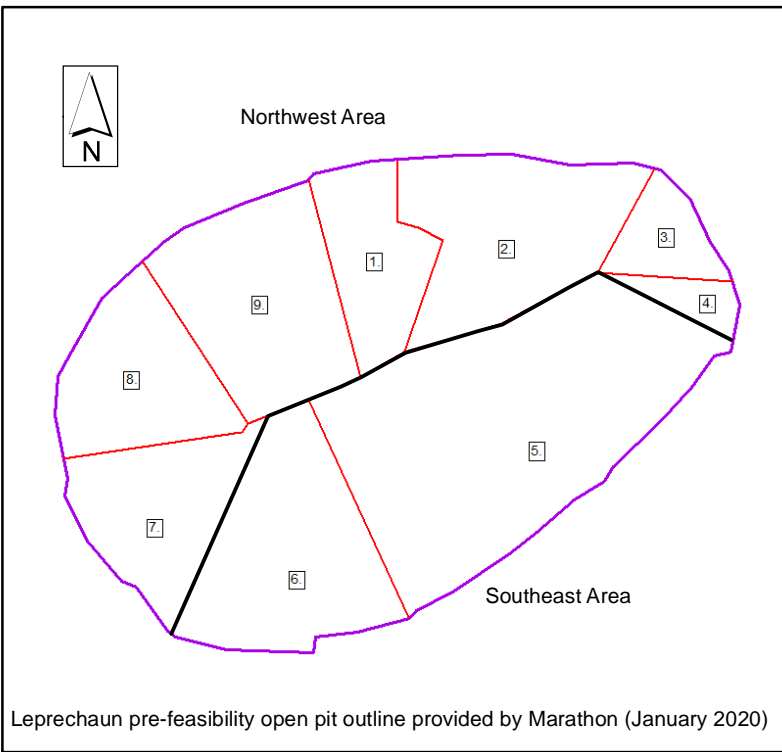 Northwest Area
N
1.
2.
3.
4.
5.
6.
7.
8.
9.
Southeast Area
Leprechaun pre-feasibility open pit outline provided by Marathon (January 2020)